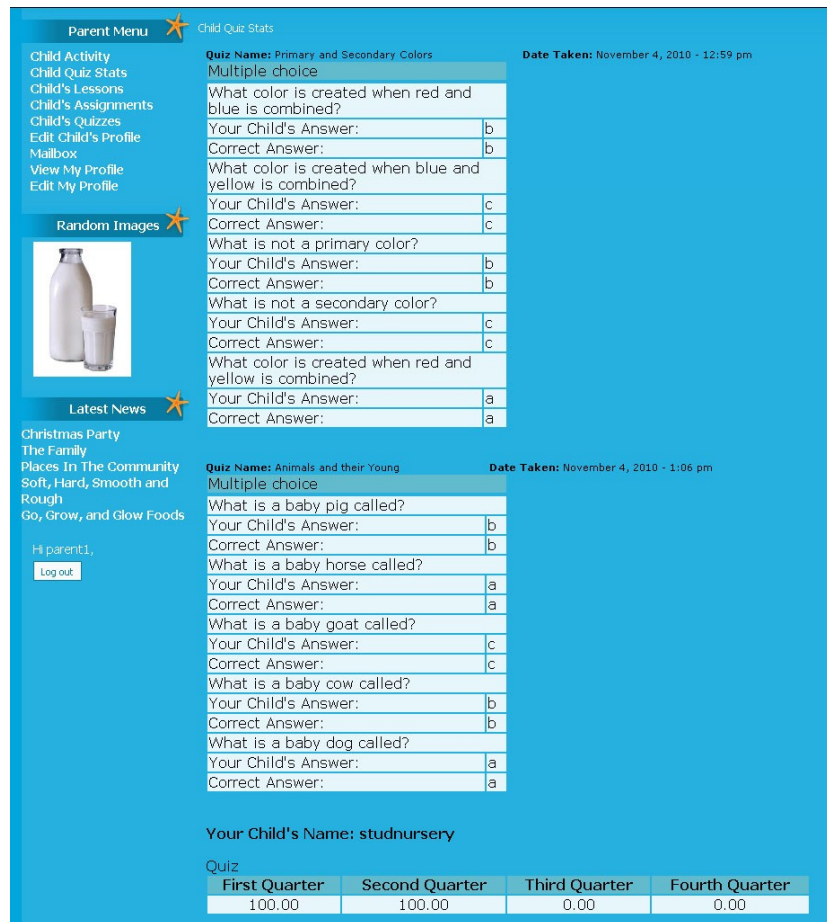 Parent Menu
Child Activity
Child Quiz Stats
Child's Lessons
Child's Assignments
Child's Quizzes
Edit Child's Profile
Mailbox
View My Profile
Edit My Profile
Random Images
Latest News
Christmas Party
The Family
Places In The Community
Soft, Hard, Smooth and
Rough
Go, Grow, and Glow Foods
Hi parent1,
Log out
Child Quiz Stats
Quiz Name: Primary and Secondary Colors Date Taken: November 4, 2010 - 12:59 pm
Multiple choice
What color is created when red and
blue is combined?
Your Child's Answer: b
Correct Answer: b
What color is created when blue and
yellow is combined?
Your Child's Answer: c
Correct Answer: c
What is not a primary color?
Your Child's Answer: b
Correct Answer: b
What is not a secondary color?
Your Child's Answer: c
Correct Answer: c
What color is created when red and
yellow is combined?
Your Child's Answer: a
Correct Answer: a
Quiz Name: Animals and their Young Date Taken: November 4, 2010 - 1:06 pm
Multiple choice
What is a baby pig called?
Your Child's Answer: b
Correct Answer: b
What is a baby horse called?
Your Child's Answer: a
Correct Answer: a
What is a baby goat called?
Your Child's Answer: c
Correct Answer: c
What is a baby cow called?
Your Child's Answer: b
Correct Answer: b
What is a baby dog called?
Your Child's Answer: a
Correct Answer: a
Your Child's Name: studnursery
Quiz
First Quarter Second Quarter Third Quarter Fourth Quarter
100.00 100.00 0.00 0.00